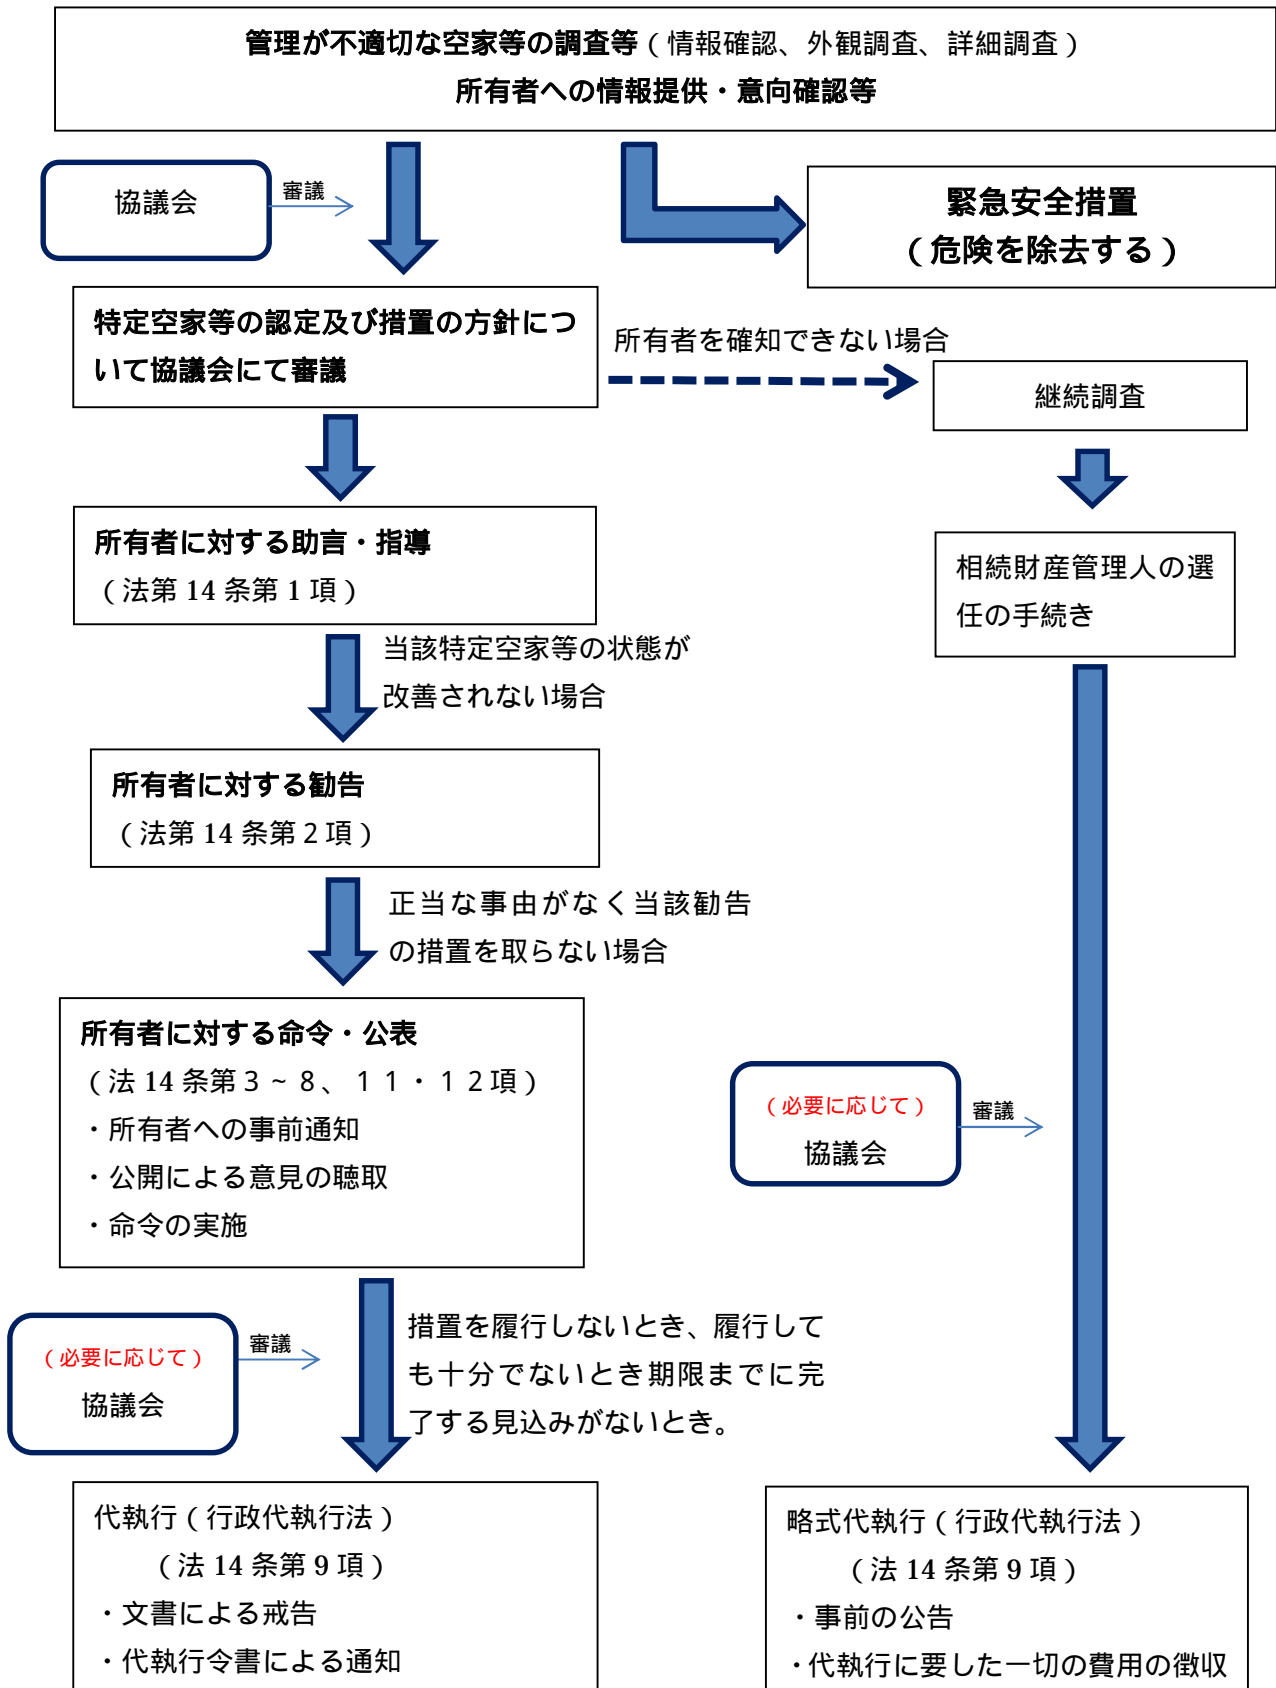 管理が不適切な空家等の調査等（情報確認、外観調査、詳細調査）
所有者への情報提供・意向確認等
協議会
審議
緊急安全措置
（危険を除去する）
特定空家等の認定及び措置の方針につ
いて協議会にて審議
所有者を確知できない場合
継続調査
所有者に対する助言・指導
（法第 14 条第 1 項）
相続財産管理人の選
任の手続き
当該特定空家等の状態が
改善されない場合
所有者に対する勧告
（法第 14 条第２項）
正当な事由がなく当該勧告
の措置を取らない場合
所有者に対する命令・公表
（法 14 条第３~８、１１・１２項）
・所有者への事前通知
・公開による意見の聴取
・命令の実施
（必要に応じて）
協議会
審議
（必要に応じて）
協議会
審議
措置を履行しないとき、履行して
も十分でないとき期限までに完
了する見込みがないとき。
代執行（行政代執行法）
（法 14 条第 9 項）
・文書による戒告
・代執行令書による通知
略式代執行（行政代執行法）
（法 14 条第 9 項）
・事前の公告
・代執行に要した一切の費用の徴収